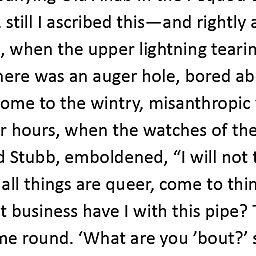 still I ascribed this—and rightly a
, when the upper lightning tearin
here was an auger hole, bored ab
ome to the wintry, misanthropic
r hours, when the watches of the
d Stubb, emboldened, “I will not t
all things are queer, come to thin
t business have I with this pipe? T
me round. ‘What are you ’bout?’ s